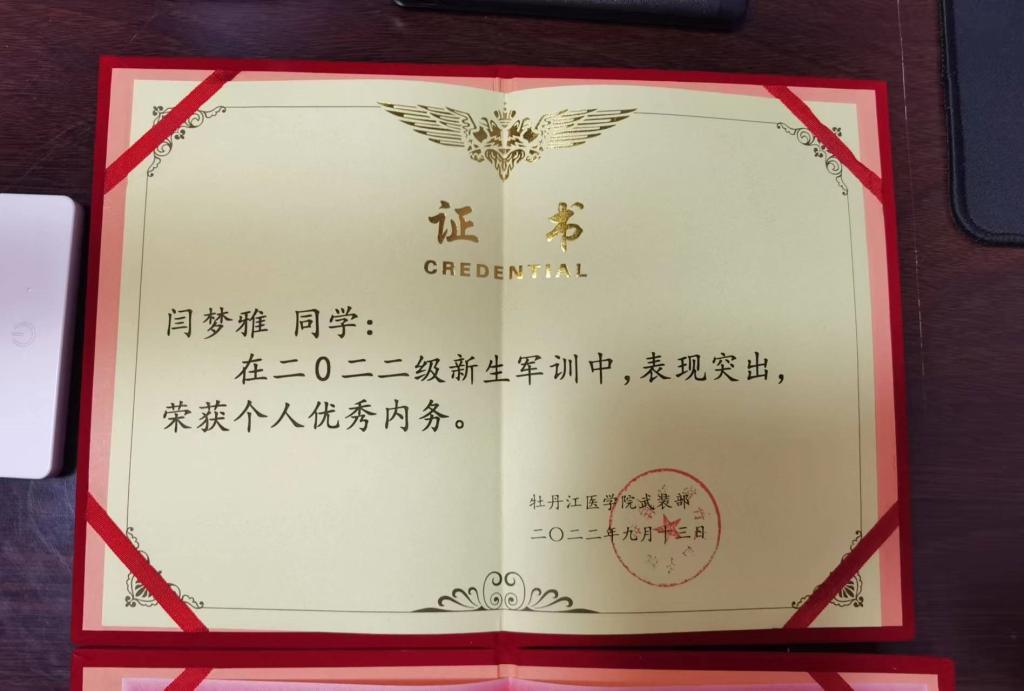 证 书
CREDENTIAL
闫梦雅 同学：
在二0二二级新生军训中，表现突出，
荣获个人优秀内务。
牡丹江医学院武装部
二〇二二年九月十三日